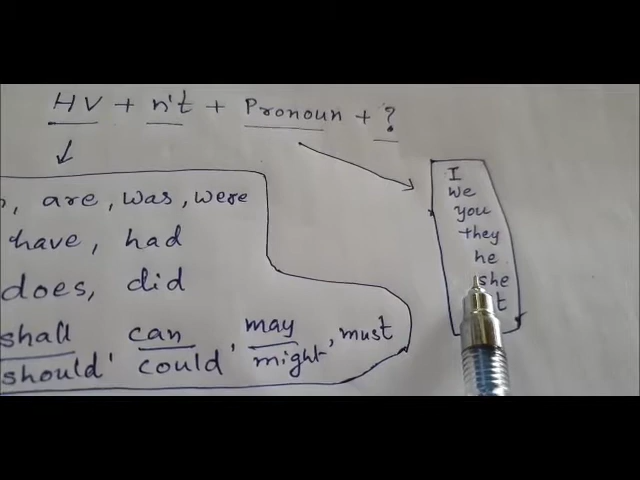 HV + n't + Pronoun + ?
are, was, were
have, had
does, did
shall can may, must
should, could, might
I
we
you
they
he
she